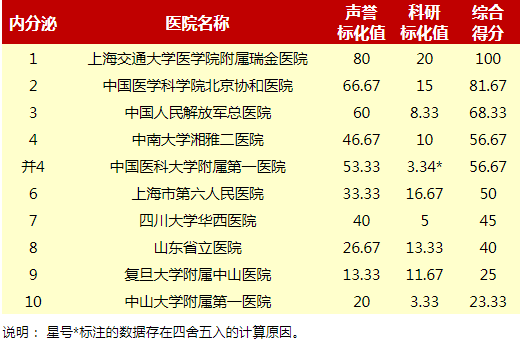 内分泌 医院名称 声誉标化值 科研标化值 综合得分
1 上海交通大学医学院附属瑞金医院 80 20 100
2 中国医学科学院北京协和医院 66.67 15 81.67
3 中国人民解放军总医院 60 8.33 68.33
4 中南大学湘雅二医院 46.67 10 56.67
并4 中国医科大学附属第一医院 53.33 3.34* 56.67
6 上海市第六人民医院 33.33 16.67 50
7 四川大学华西医院 40 5 45
8 山东省立医院 26.67 13.33 40
9 复旦大学附属中山医院 13.33 11.67 25
10 中山大学附属第一医院 20 3.33 23.33
说明： 星号*标注的数据存在四舍五入的计算原因。